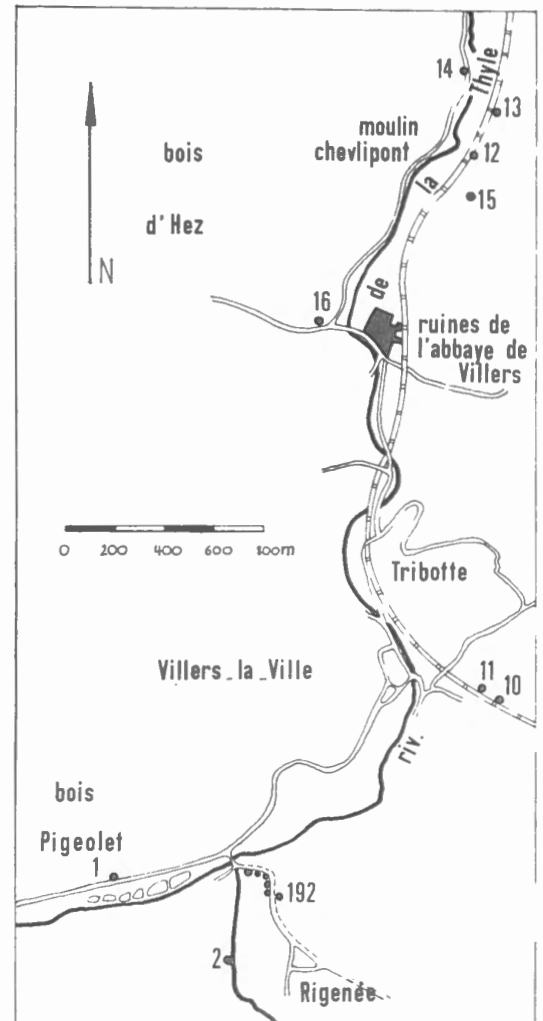 14
Thyle
13
moulin
chevlipont
12
bois
la
15
d'Hez
N
de
16
ruines de
l'abbaye de
Villers
0 200 400 600 800m
Tribotte
Villers_la_Ville
11
10
riv.
bois
Pigeolet
1
192
2
Rigenée